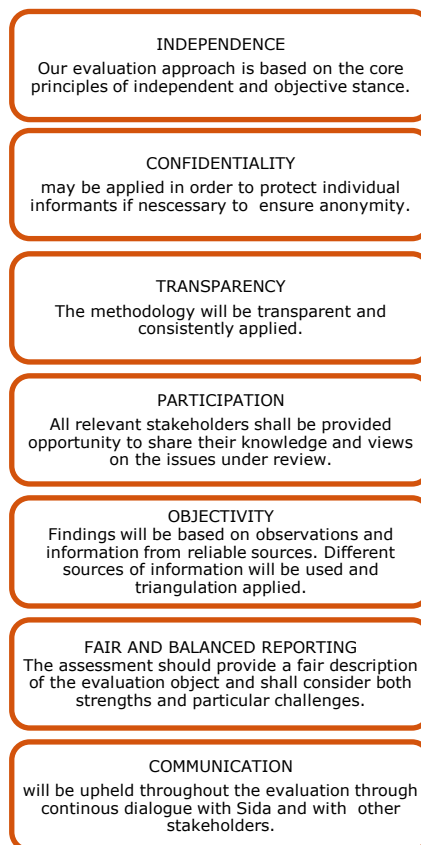 INDEPENDENCE
Our evaluation approach is based on the core
principles of independent and objective stance.
CONFIDENTIALITY
may be applied in order to protect individual
informants if nescessary to ensure anonymity.
TRANSPARENCY
The methodology will be transparent and
consistently applied.
PARTICIPATION
All relevant stakeholders shall be provided
opportunity to share their knowledge and views
on the issues under review.
OBJECTIVITY
Findings will be based on observations and
information from reliable sources. Different
sources of information will be used and
triangulation applied.
FAIR AND BALANCED REPORTING
The assessment should provide a fair description
of the evaluation object and shall consider both
strengths and particular challenges.
COMMUNICATION
will be upheld throughout the evaluation through
continous dialogue with Sida and with other
stakeholders.